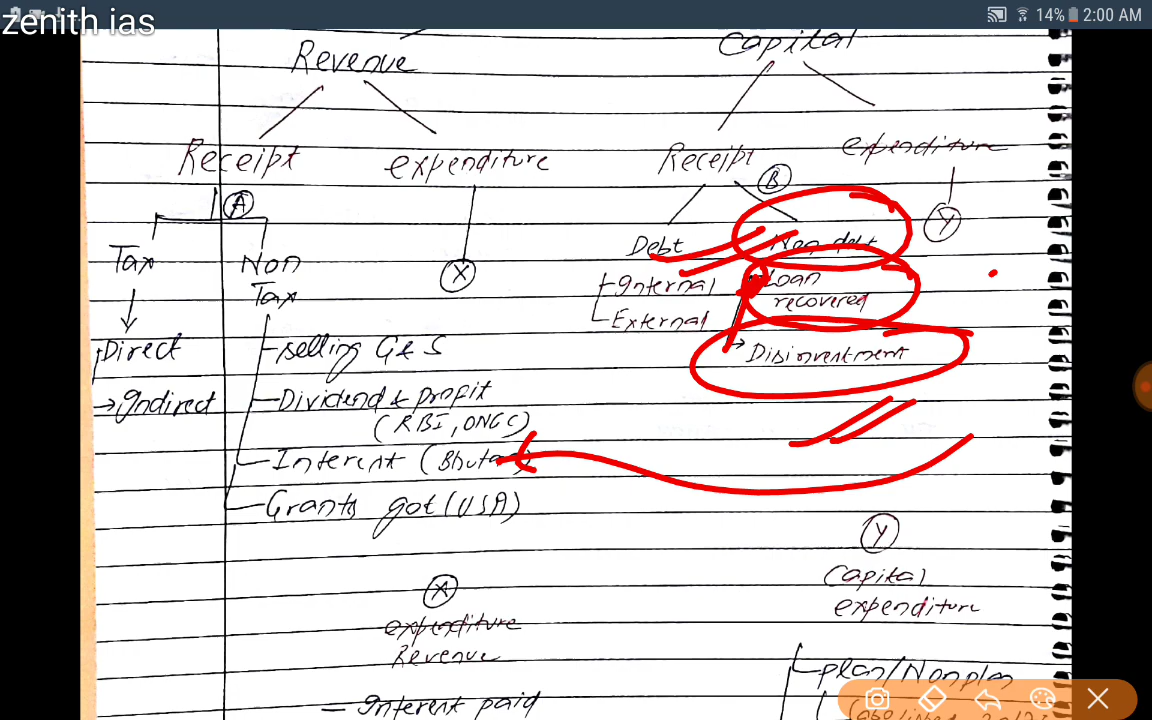 zenith ias
14% 2:00 AM
Revenue
Capital
Receipt
expenditure
Receipt
expenditure
A
B
Y
Tax
Non
Tax
X
Debt
Non debt
Internal
External
Loan
recovered
Disinvestment
Direct
Indirect
selling G & S
Dividend & profit
(RBI, ONGC)
Interest (Bhutan)
Grants got (USA)
X
expenditure
Revenue
Interest paid
Y
Capital
expenditure
plan/Nonplan